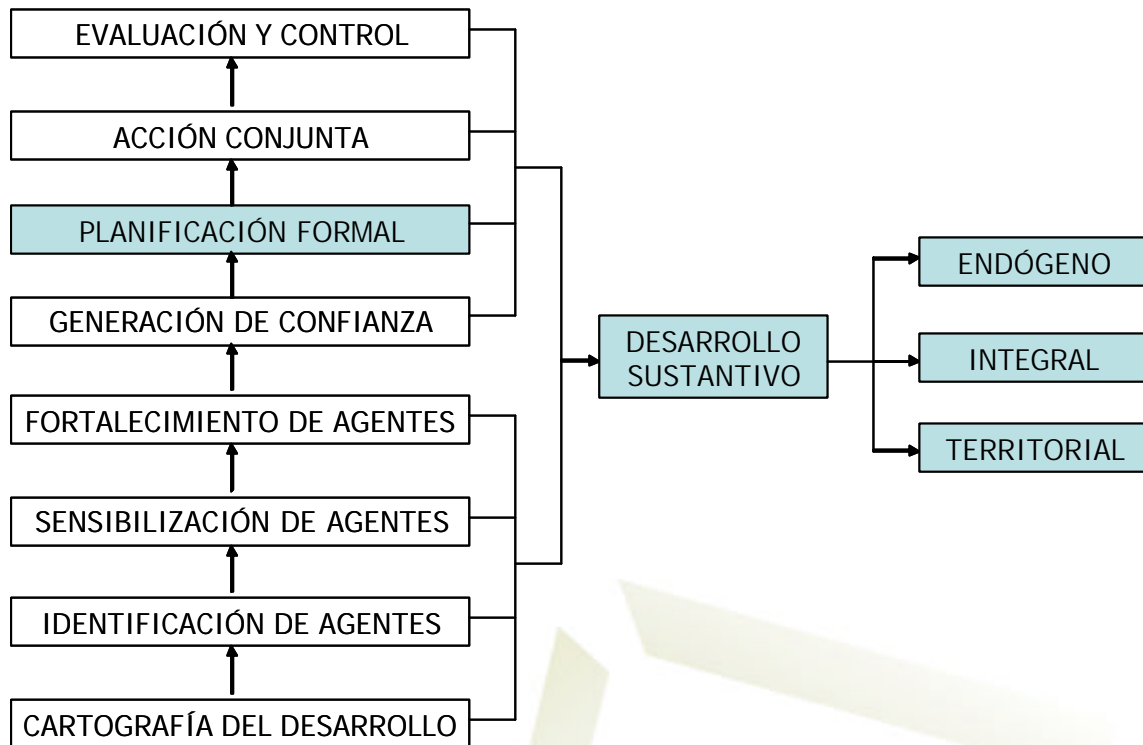 EVALUACIÓN Y CONTROL
ACCIÓN CONJUNTA
PLANIFICACIÓN FORMAL
GENERACIÓN DE CONFIANZA
FORTALECIMIENTO DE AGENTES
SENSIBILIZACIÓN DE AGENTES
IDENTIFICACIÓN DE AGENTES
CARTOGRAFÍA DEL DESARROLLO
DESARROLLO
SUSTANTIVO
ENDÓGENO
INTEGRAL
TERRITORIAL